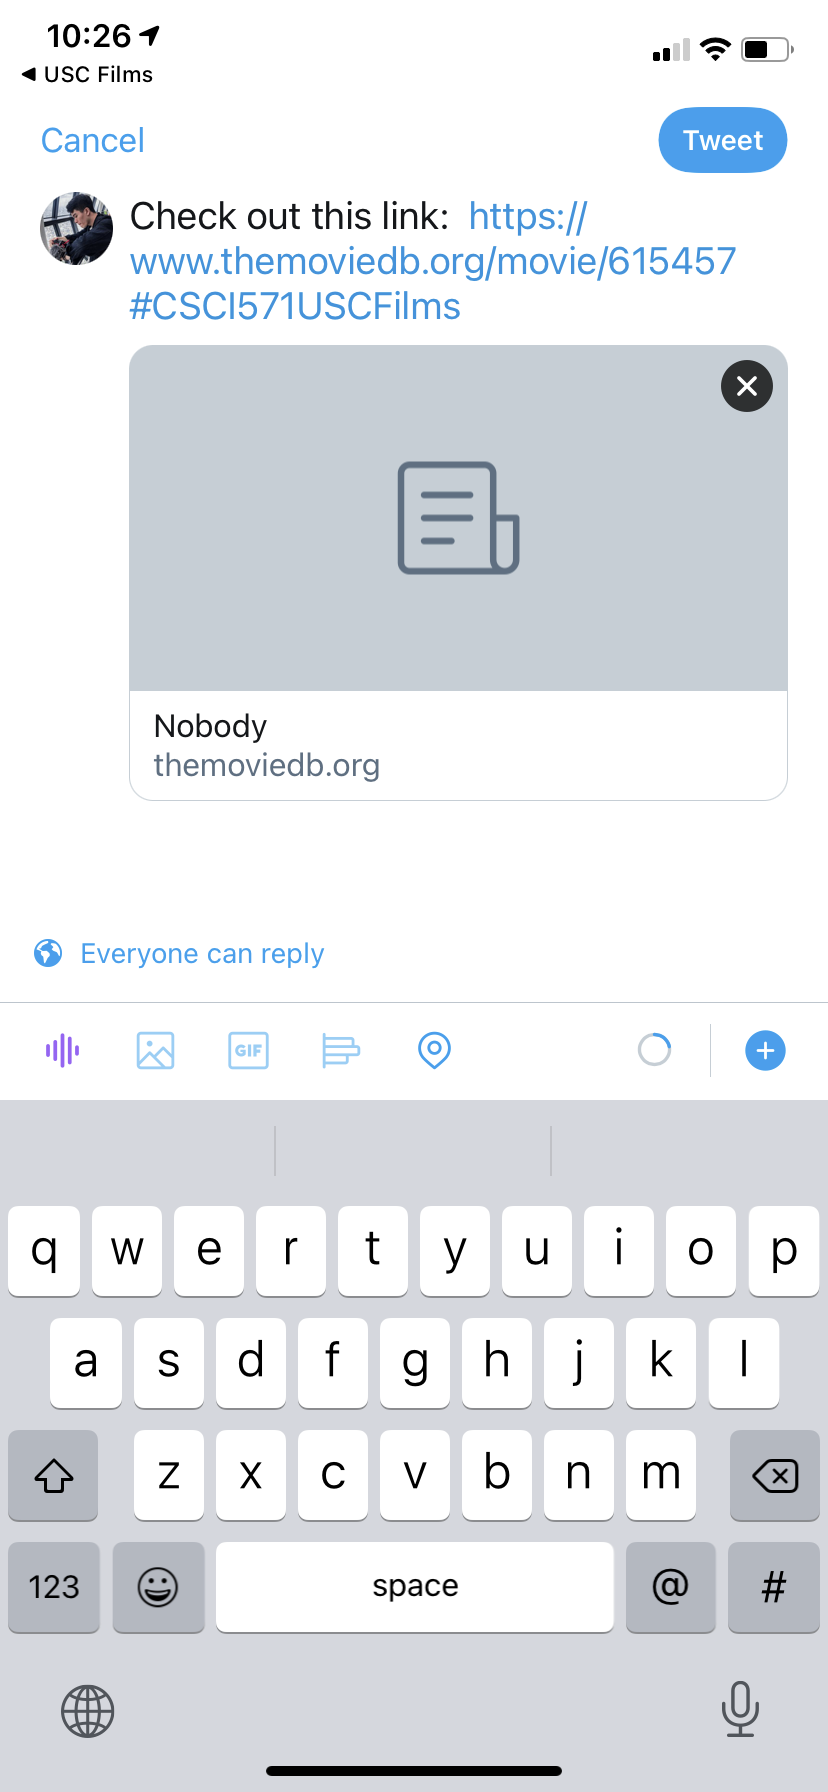 10:26
USC Films
Cancel
Tweet
Check out this link:  https://
www.themoviedb.org/movie/615457
#CSCI571USCFilms
Nobody
themoviedb.org
Everyone can reply
GIF
q w e r t y u i o p
a s d f g h j k l
z x c v b n m
123 space @ #